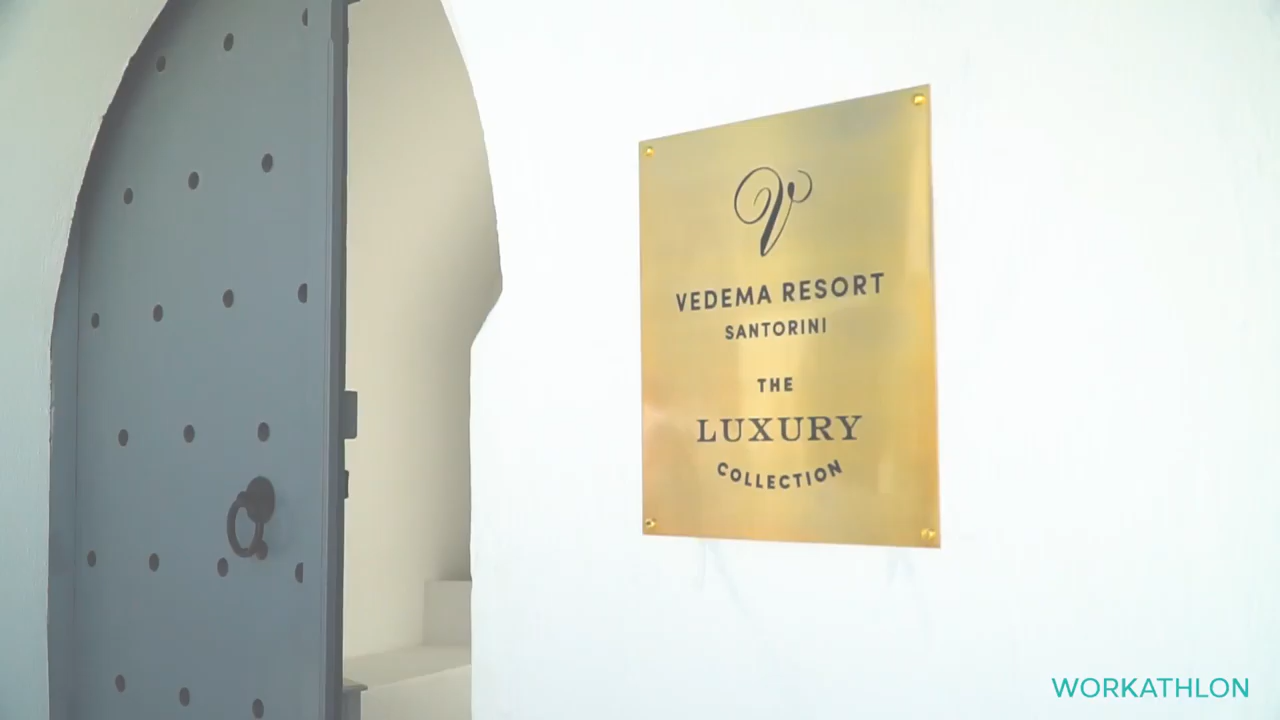 V
VEDEMA RESORT
SANTORINI
THE
LUXURY
COLLECTION
WORKATHLON